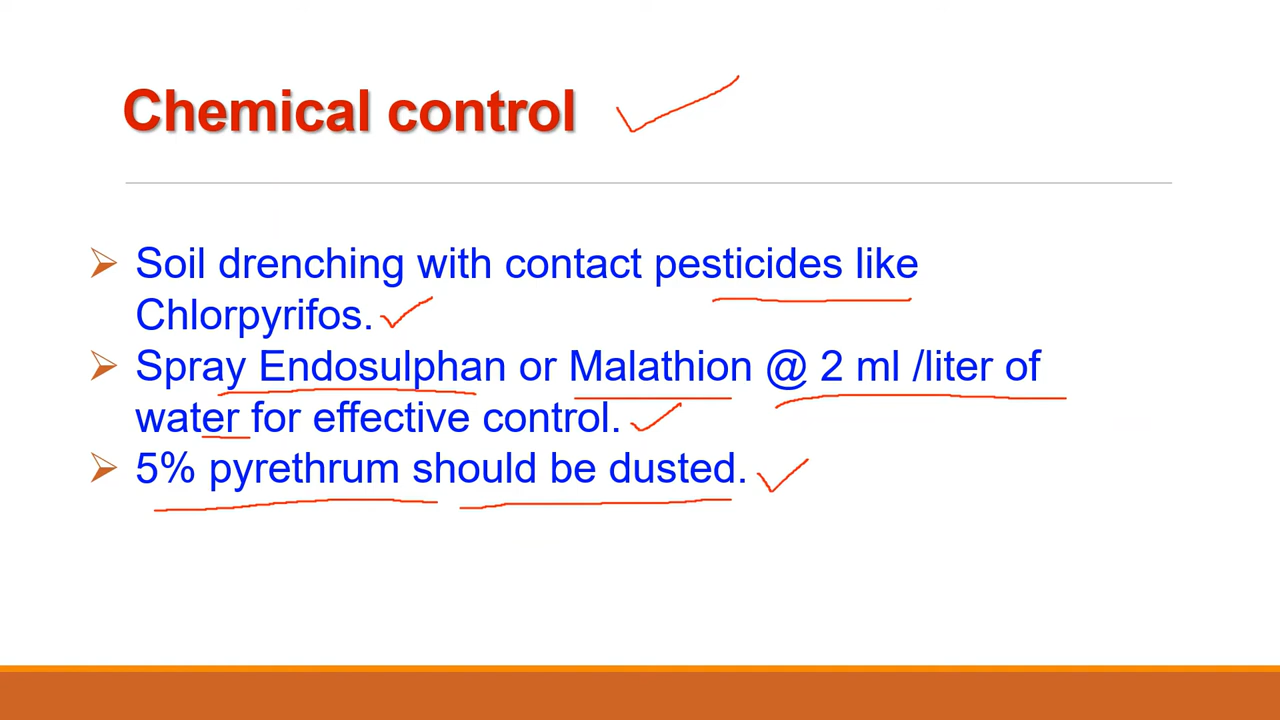 Chemical control
Soil drenching with contact pesticides like
Chlorpyrifos.
Spray Endosulphan or Malathion @ 2 ml /liter of
water for effective control.
5% pyrethrum should be dusted.